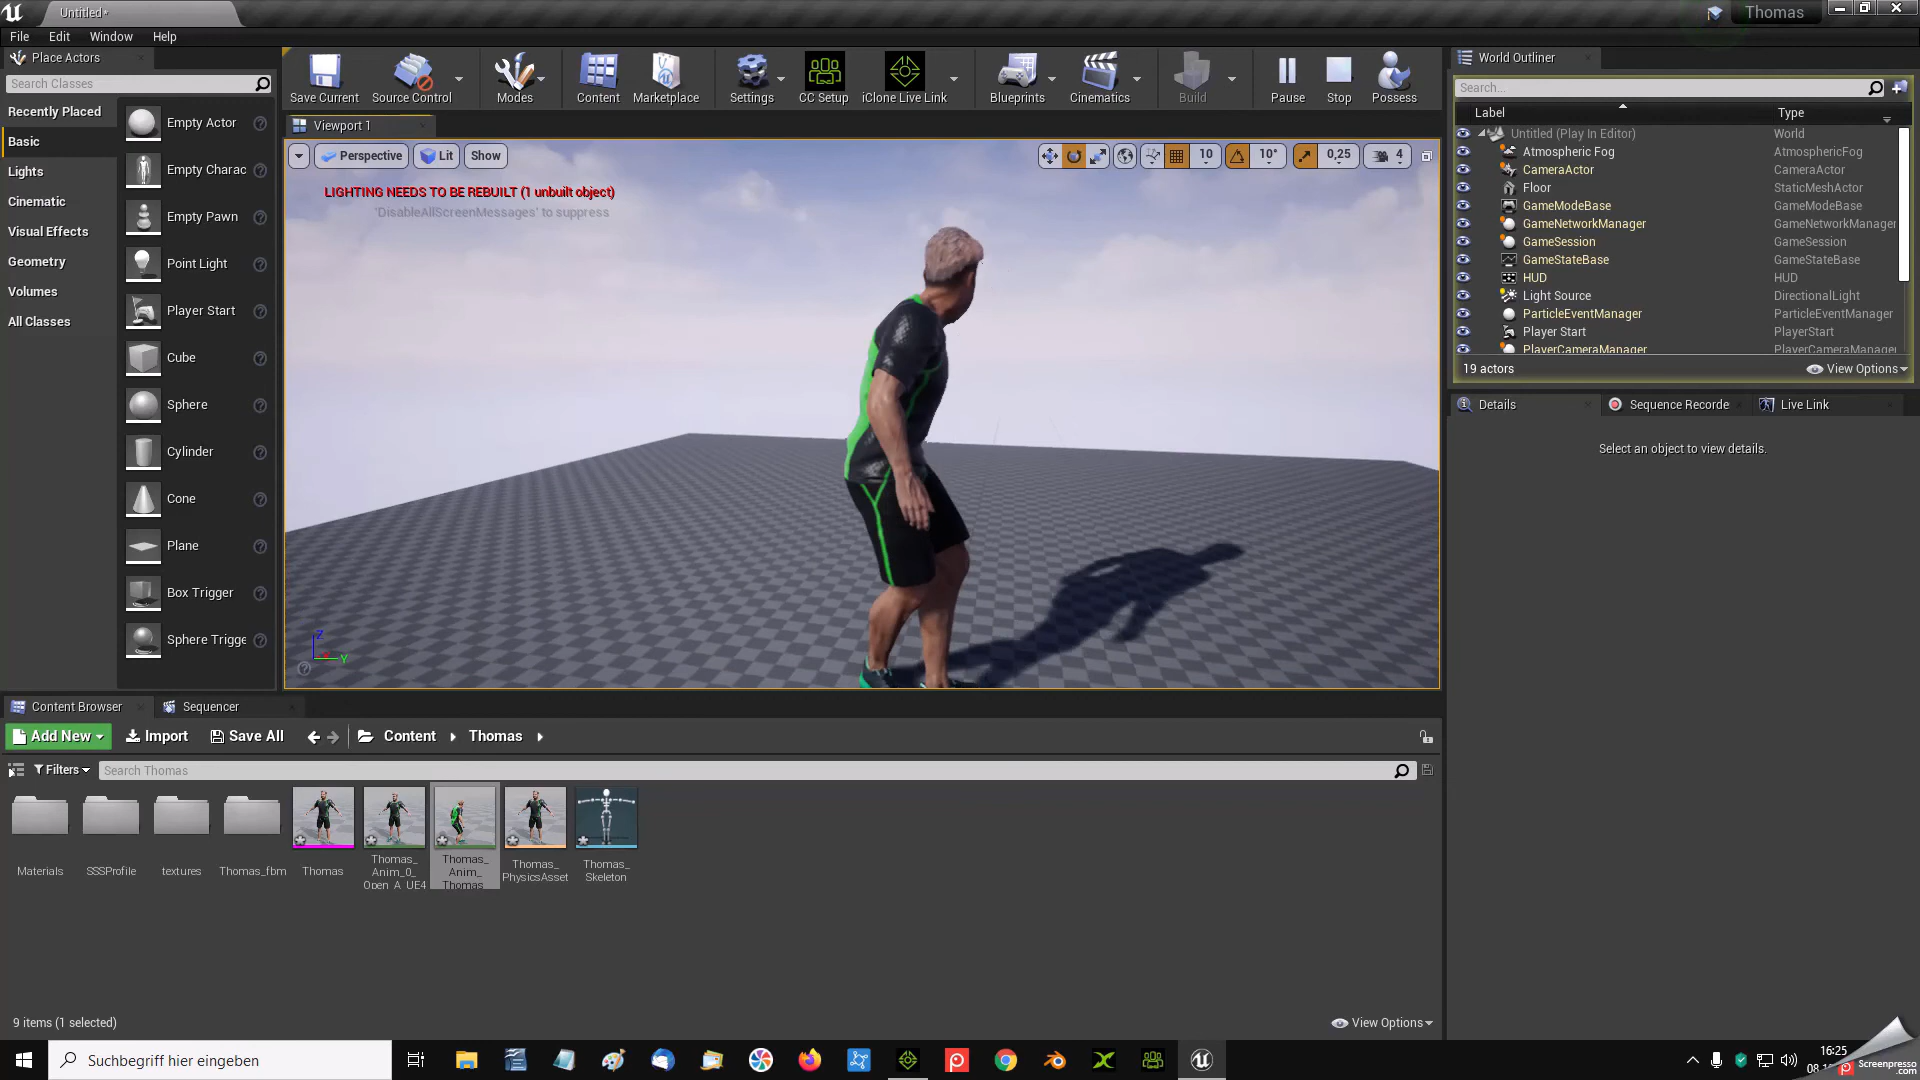 Untitled*
Thomas
File Edit Window Help
Place Actors
Search Classes
Recently Placed
Basic
Lights
Cinematic
Visual Effects
Geometry
Volumes
All Classes
Empty Actor
Empty Charac
Empty Pawn
Point Light
Player Start
Cube
Sphere
Cylinder
Cone
Plane
Box Trigger
Sphere Trigge
Save Current Source Control Modes Content Marketplace Settings CC Setup iClone Live Link Blueprints Cinematics Build Pause Stop Possess
Viewport 1
Perspective Lit Show 10 10° 0,25 4
LIGHTING NEEDS TO BE REBUILT (1 unbuilt object)
'DisableAllScreenMessages' to suppress
Z
Y
World Outliner
Search...
Label Type
Untitled (Play In Editor) World
Atmospheric Fog AtmosphericFog
CameraActor CameraActor
Floor StaticMeshActor
GameModeBase GameModeBase
GameNetworkManager GameNetworkManager
GameSession GameSession
GameStateBase GameStateBase
HUD HUD
Light Source DirectionalLight
ParticleEventManager ParticleEventManager
Player Start PlayerStart
PlayerCameraManager PlayerCameraManager
19 actors View Options
Details Sequence Recorde Live Link
Select an object to view details.
Content Browser Sequencer
Add New Import Save All Content Thomas
Filters Search Thomas
Materials
SSSProfile
textures
Thomas_fbm
Thomas
Thomas_
Anim_0_
Open_A_UE4
Thomas_
Anim_
Thomas
Thomas_
PhysicsAsset
Thomas_
Skeleton
9 items (1 selected) View Options
Suchbegriff hier eingeben
16:25
Screenpresso
.com